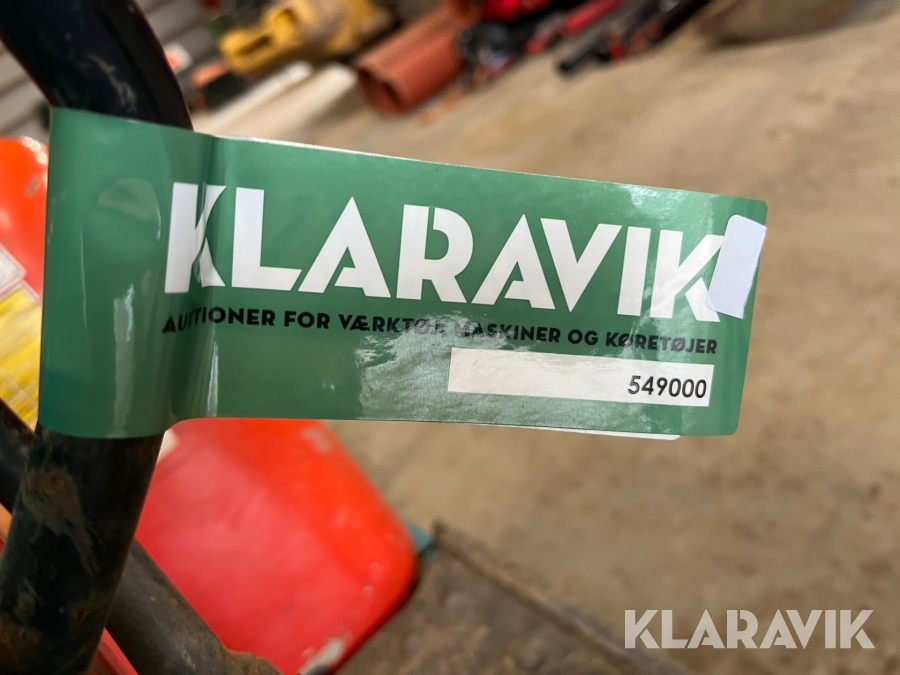 KLARAVIK
AUKTIONER FOR VÆRKTØJ, MASKINER OG KØRETØJER
549000
KLARAVIK